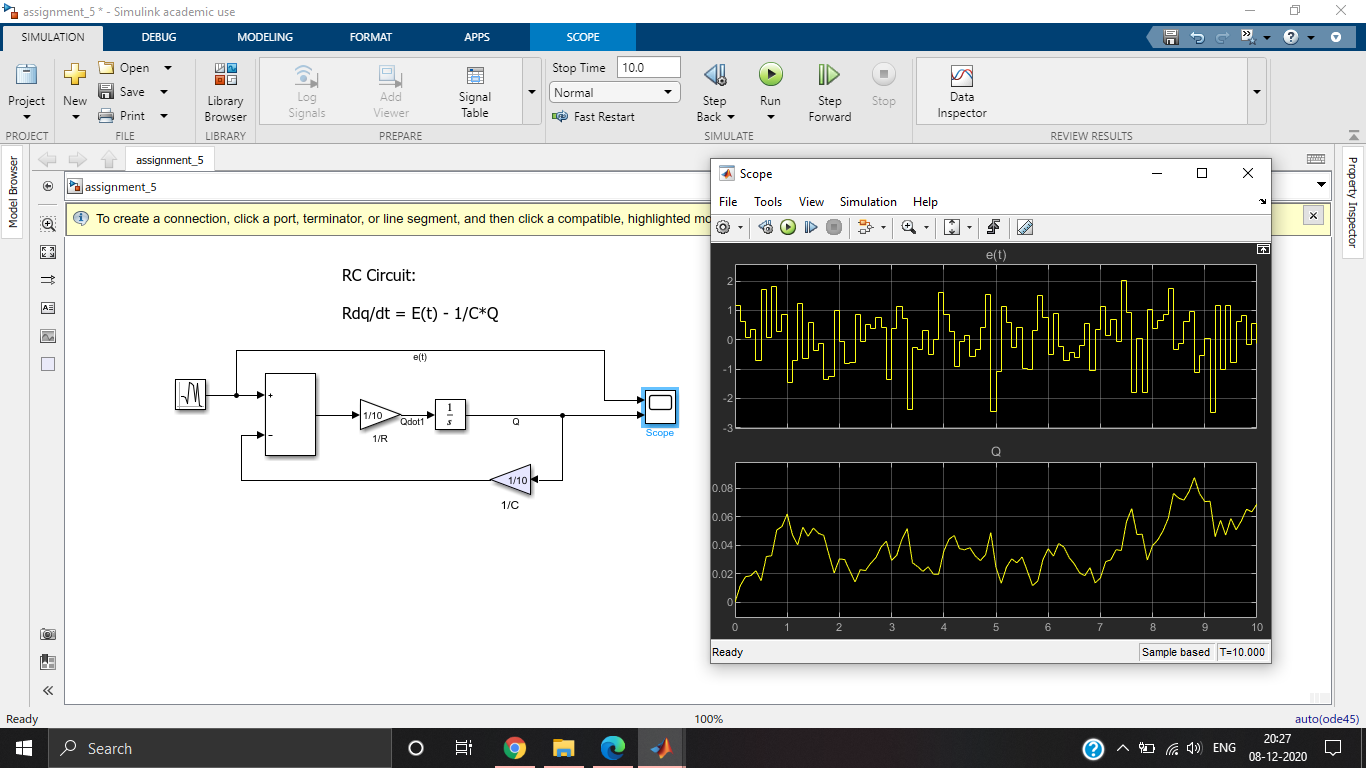 assignment_5 * - Simulink academic use
SIMULATION DEBUG MODELING FORMAT APPS SCOPE
Project
New
Open
Save
Print
Library
Browser
Log
Signals
Add
Viewer
Signal
Table
Stop Time 10.0
Normal
Fast Restart
Step
Back
Run
Step
Forward
Stop
Data
Inspector
PROJECT FILE LIBRARY PREPARE SIMULATE REVIEW RESULTS
Model Browser
Property Inspector
assignment_5
assignment_5
To create a connection, click a port, terminator, or line segment, and then click a compatible, highlighted mo
RC Circuit:
Rdq/dt = E(t) - 1/C*Q
e(t)
+
−
1/10
1/R
Qdot1
1
s
Q
Scope
1/10
1/C
Scope
File Tools View Simulation Help
e(t)
2
1
0
-1
-2
-3
Q
0.08
0.06
0.04
0.02
0
0 1 2 3 4 5 6 7 8 9 10
Ready Sample based T=10.000
Ready 100% auto(ode45)
Search
ENG
20:27
08-12-2020